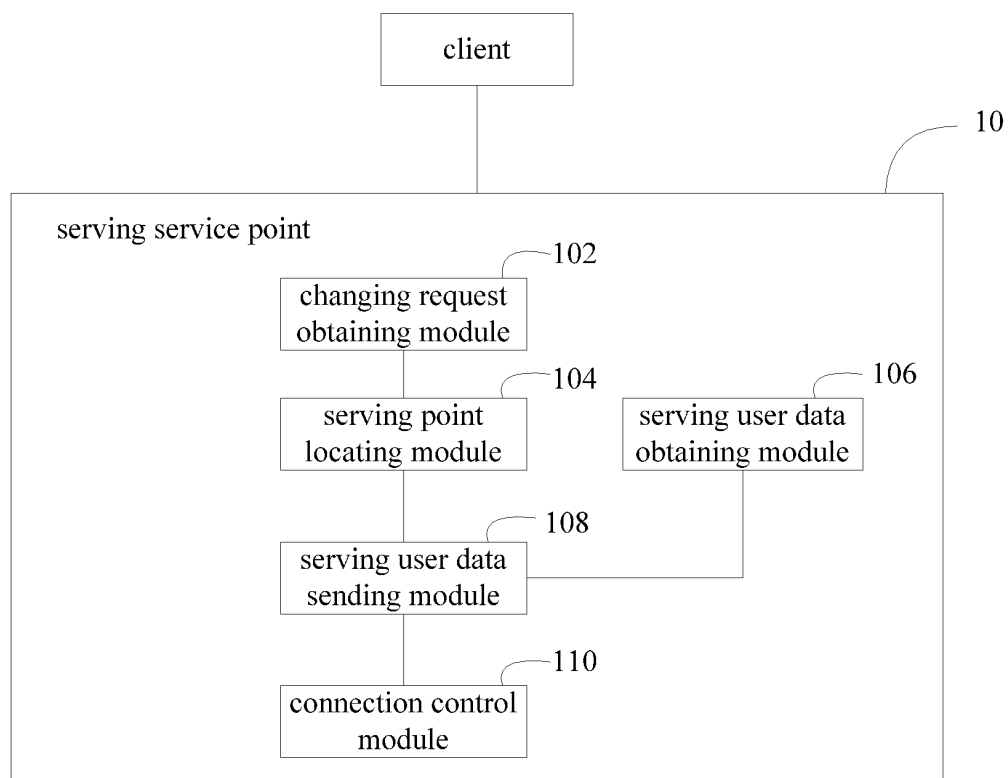 client
10
serving service point
102
changing request
obtaining module
104
serving point
locating module
106
serving user data
obtaining module
108
serving user data
sending module
110
connection control
module